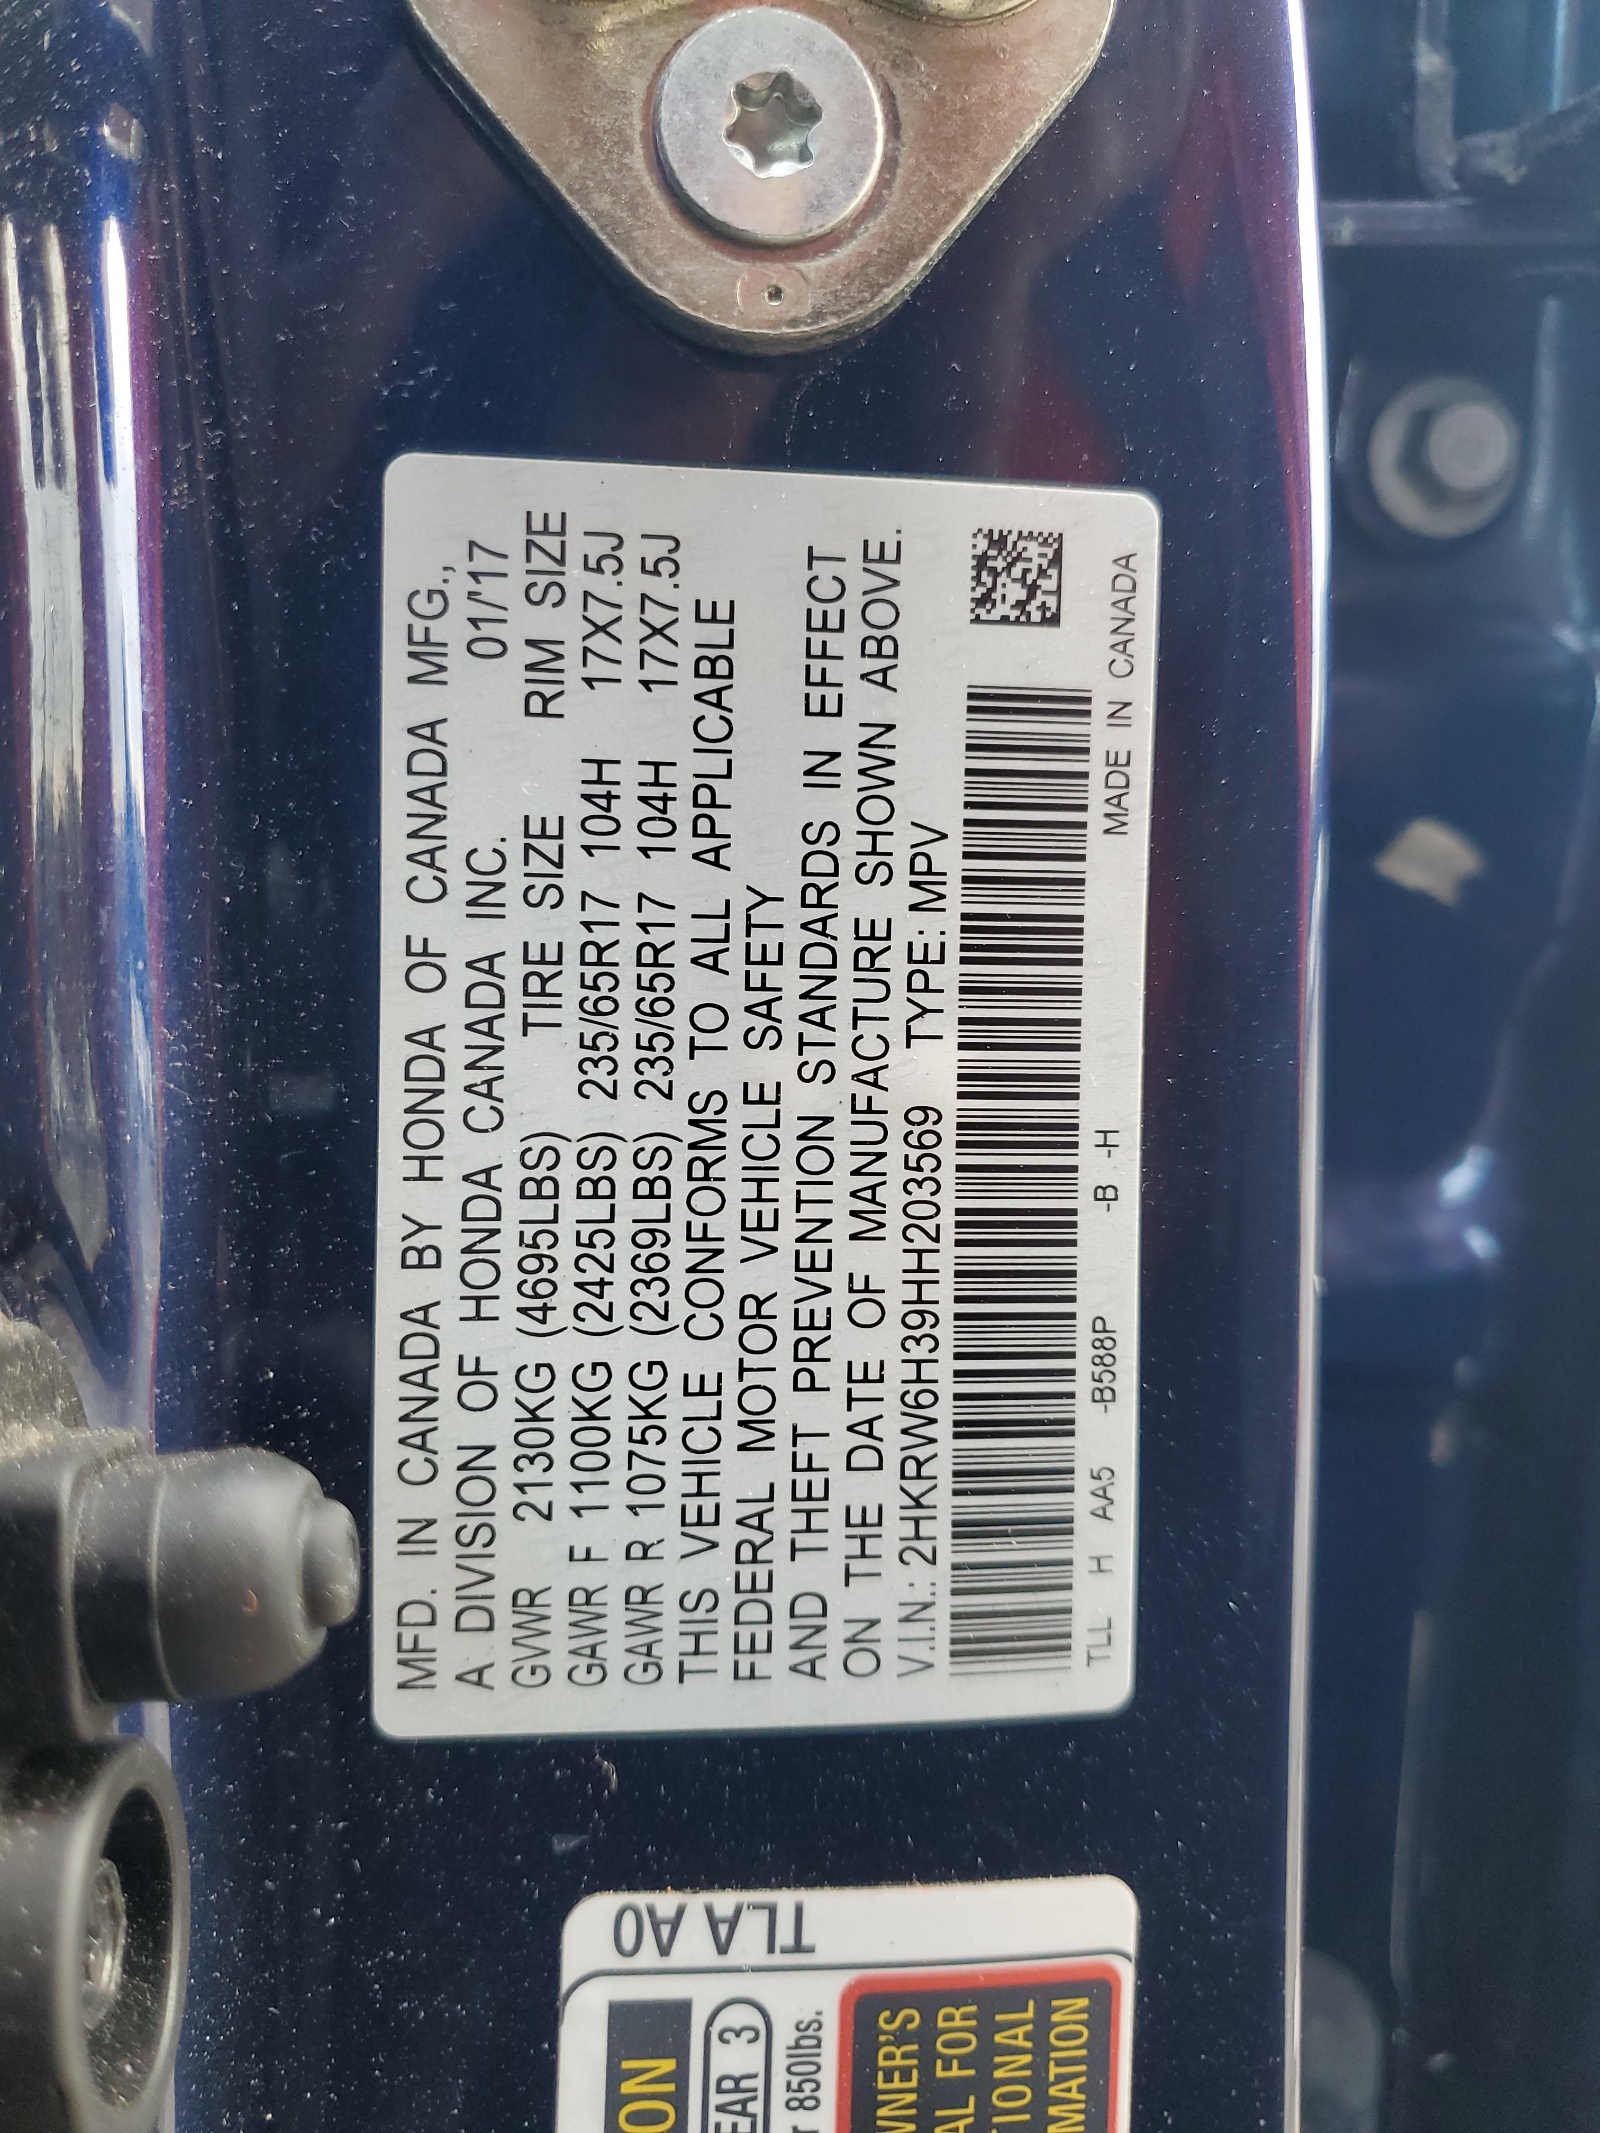 MFD. IN CANADA BY HONDA OF CANADA MFG.,
A DIVISION OF HONDA CANADA INC. 01/'17
GVWR 2130KG (4695LBS) TIRE SIZE RIM SIZE
GAWR F 1100KG (2425LBS) 235/65R17 104H 17X7.5J
GAWR R 1075KG (2369LBS) 235/65R17 104H 17X7.5J
THIS VEHICLE CONFORMS TO ALL APPLICABLE
FEDERAL MOTOR VEHICLE SAFETY
AND THEFT PREVENTION STANDARDS IN EFFECT
ON THE DATE OF MANUFACTURE SHOWN ABOVE.
V.I.N.: 2HKRW6H39HH203569 TYPE: MPV
TLL H AA5 -B588P -B -H MADE IN CANADA
TLA A0
ON
EAR 3
r 850lbs.
WNER'S
AL FOR
TIONAL
MATION